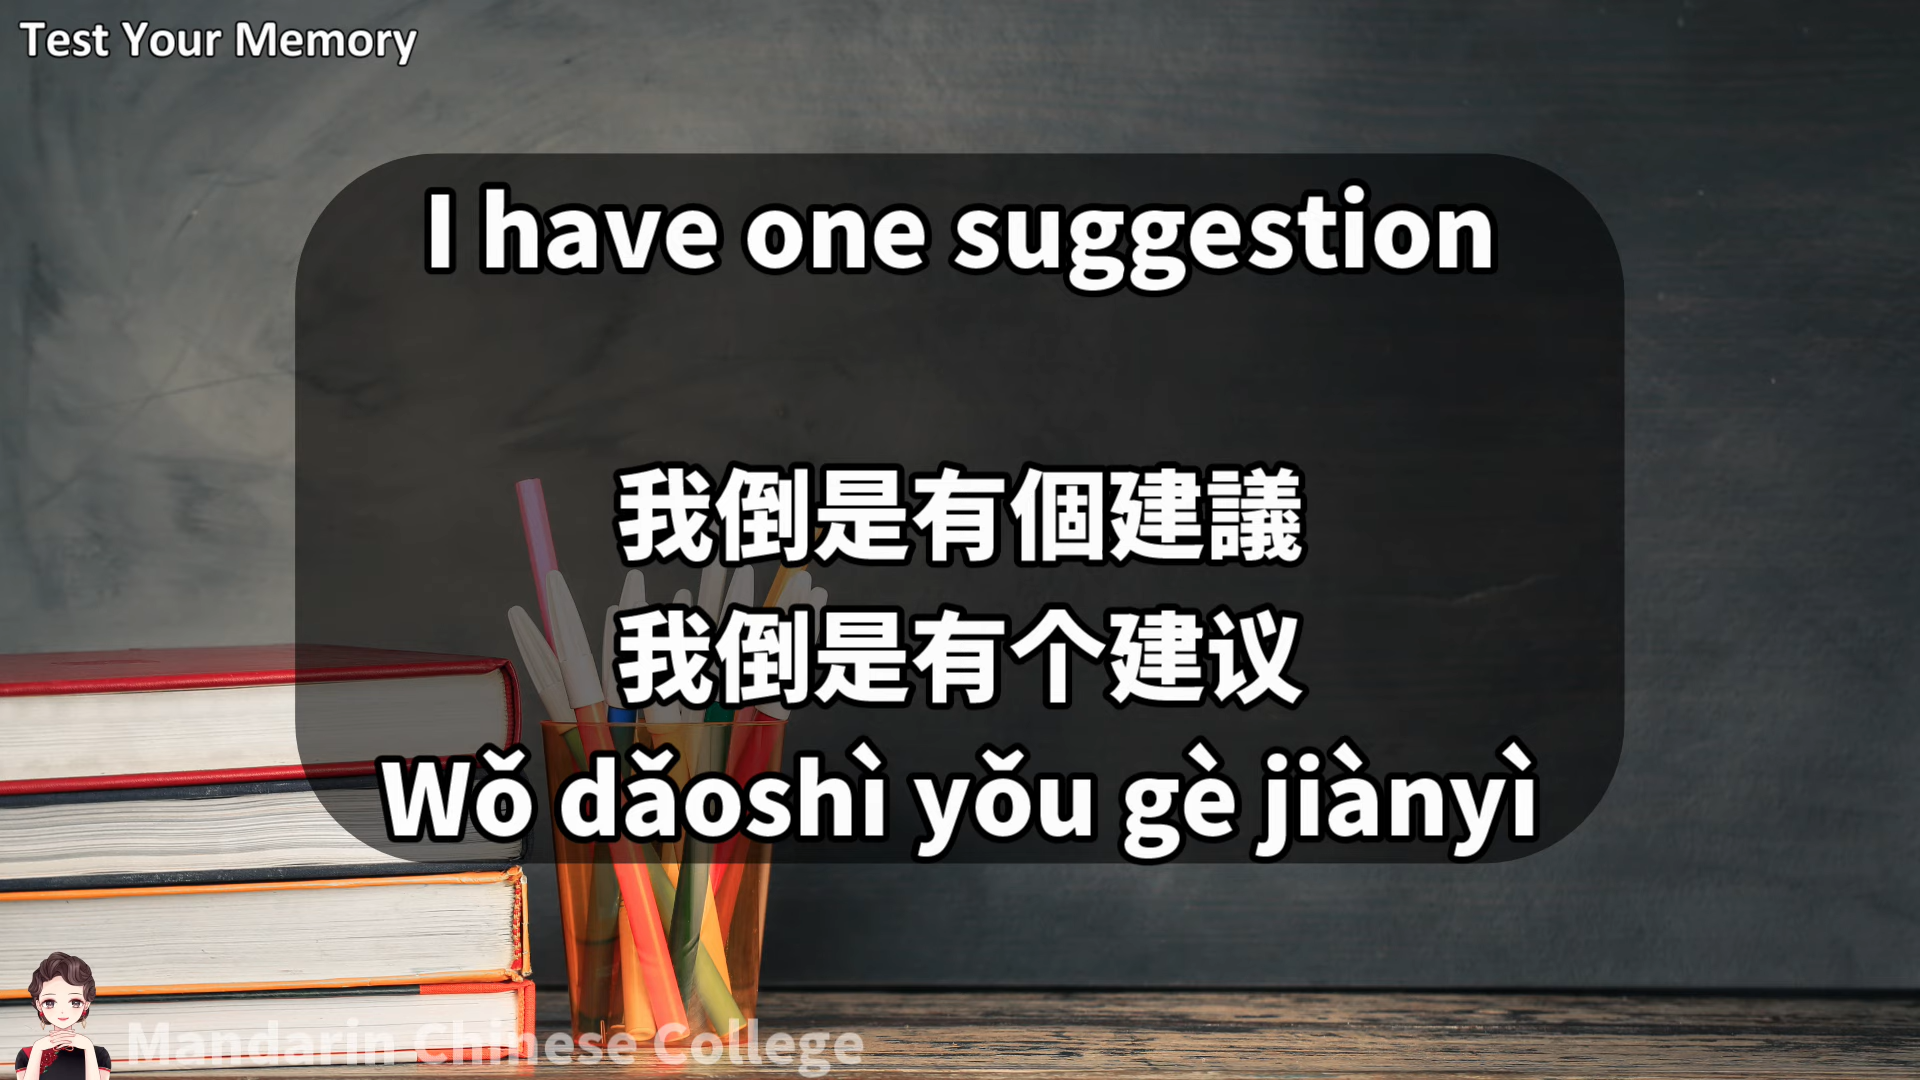 Test Your Memory
I have one suggestion
我倒是有個建議
我倒是有个建议
Wǒ dǎoshì yǒu gè jiànyì
Mandarin Chinese College